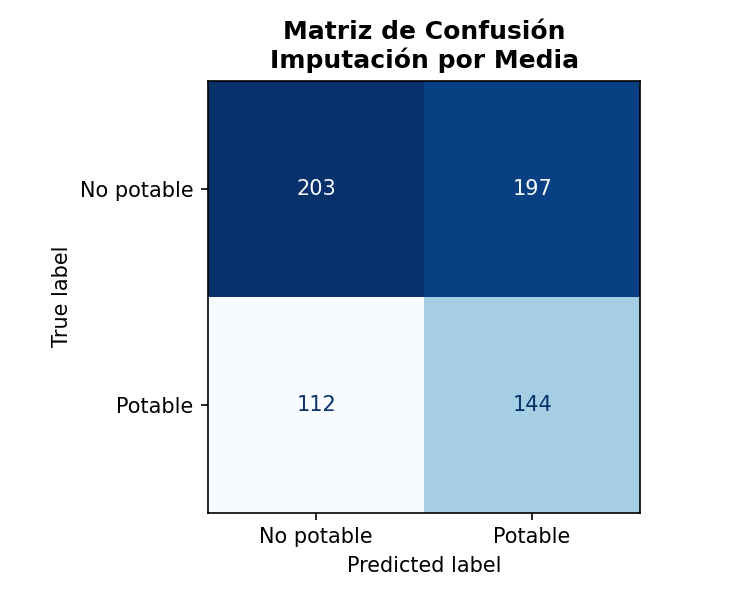 Matriz de Confusión
Imputación por Media
No potable
203
197
True label
Potable
112
144
No potable
Potable
Predicted label